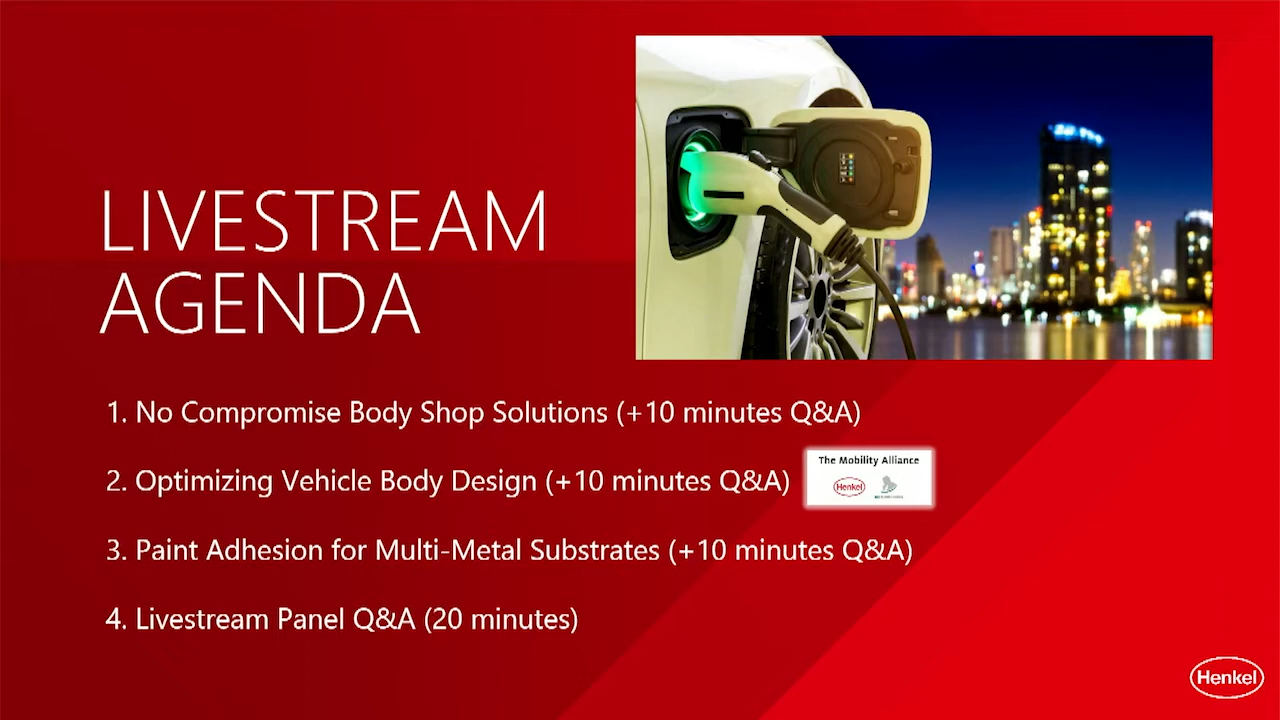 LIVESTREAM
AGENDA
1. No Compromise Body Shop Solutions (+10 minutes Q&A)
2. Optimizing Vehicle Body Design (+10 minutes Q&A)
The Mobility Alliance
Henkel
3. Paint Adhesion for Multi-Metal Substrates (+10 minutes Q&A)
4. Livestream Panel Q&A (20 minutes)
Henkel